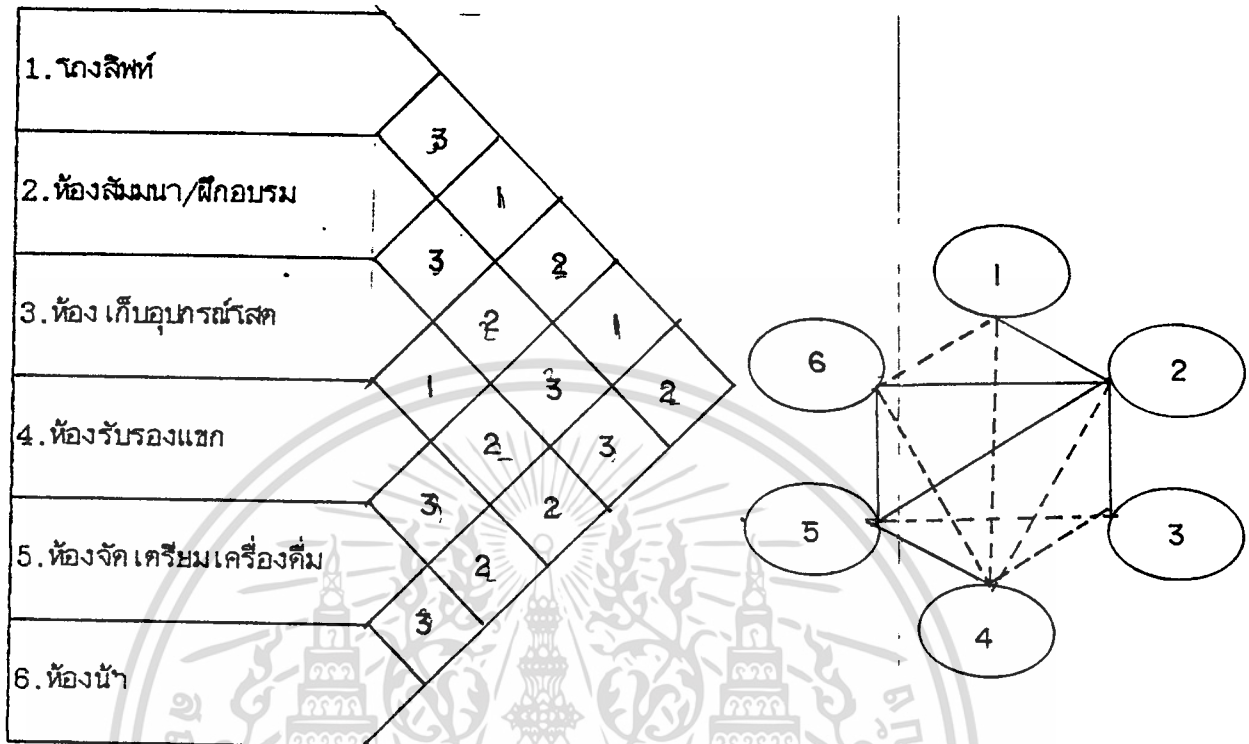 1.โถงลิฟท์
2.ห้องสัมมนา/ฝึกอบรม
3.ห้อง เก็บอุปกรณ์โสต
4.ห้องรับรองแขก
5.ห้องจัด เตรียม เครื่องดื่ม
6.ห้องน้ำ
3
1
3 2
2 1
1 3 2
2 3
3 2
2
3
1
6 2
5 3
4